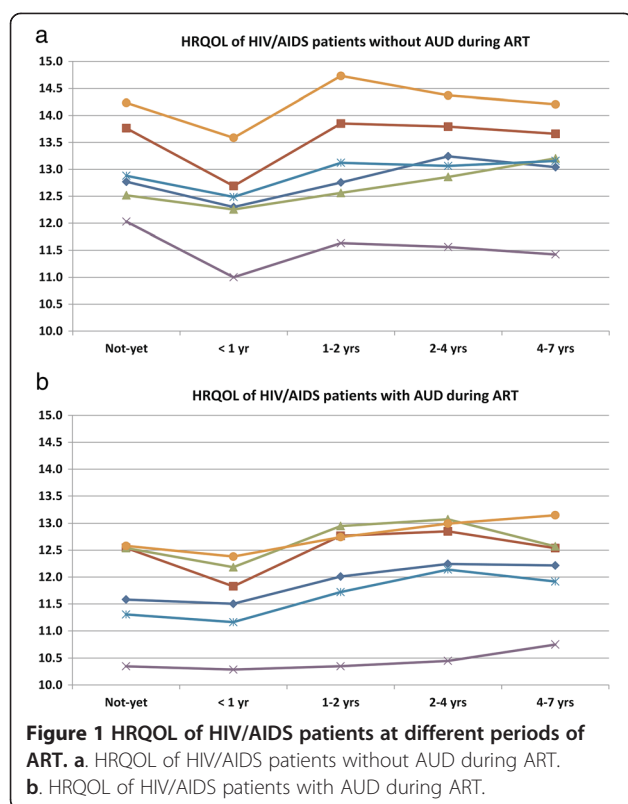 a
HRQOL of HIV/AIDS patients without AUD during ART
15.0
14.5
14.0
13.5
13.0
12.5
12.0
11.5
11.0
10.5
10.0
Not-yet < 1 yr 1-2 yrs 2-4 yrs 4-7 yrs
b
HRQOL of HIV/AIDS patients with AUD during ART
15.0
14.5
14.0
13.5
13.0
12.5
12.0
11.5
11.0
10.5
10.0
Not-yet < 1 yr 1-2 yrs 2-4 yrs 4-7 yrs
Figure 1 HRQOL of HIV/AIDS patients at different periods of
ART. a. HRQOL of HIV/AIDS patients without AUD during ART.
b. HRQOL of HIV/AIDS patients with AUD during ART.